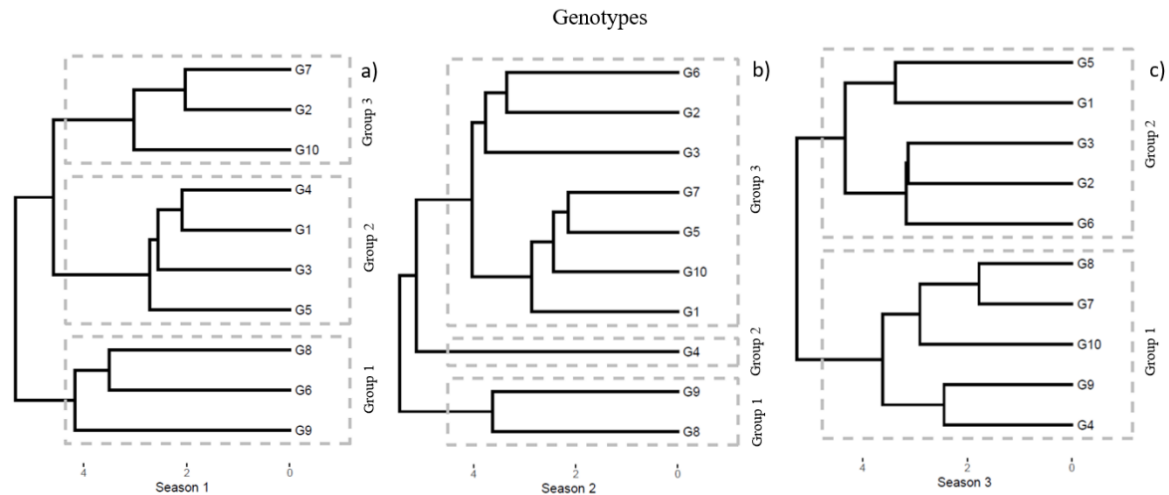 Genotypes
a)
G7
G2
G10
Group 3
G4
G1
G3
G5
Group 2
G8
G6
G9
Group 1
4 2 0
Season 1
b)
G6
G2
G3
G7
G5
G10
G1
Group 3
G4
Group 2
G9
G8
Group 1
4 2 0
Season 2
c)
G5
G1
G3
G2
G6
Group 2
G8
G7
G10
G9
G4
Group 1
4 2 0
Season 3